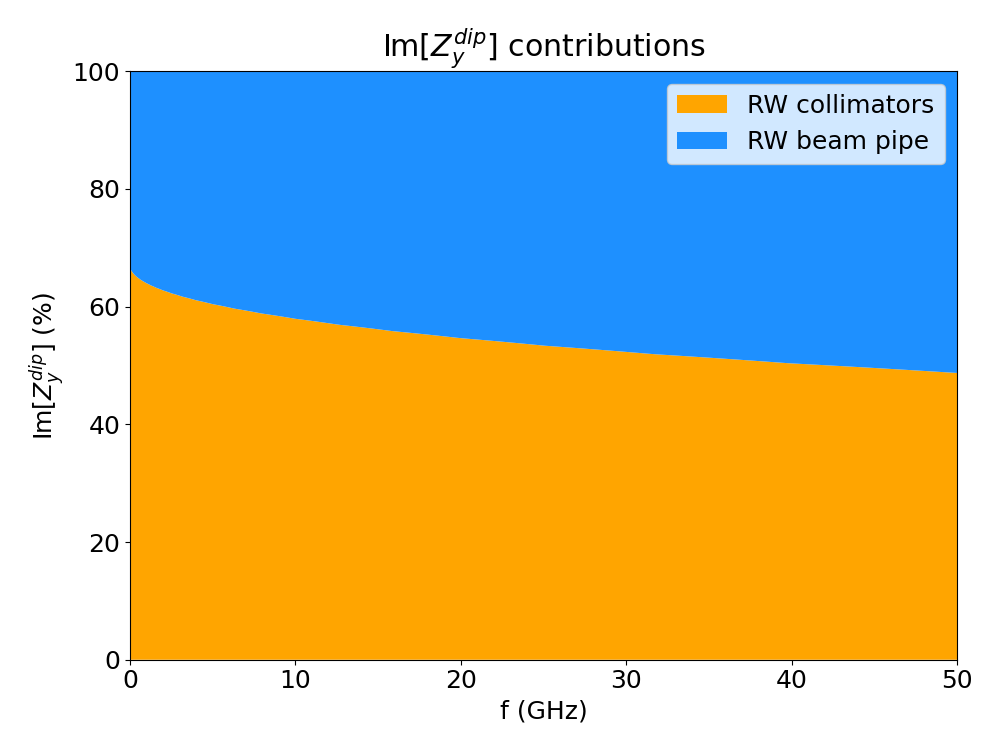 Im[Z_y^{dip}] contributions
100
80
60
40
20
0
Im[Z_y^{dip}] (%)
RW collimators
RW beam pipe
0 10 20 30 40 50
f (GHz)